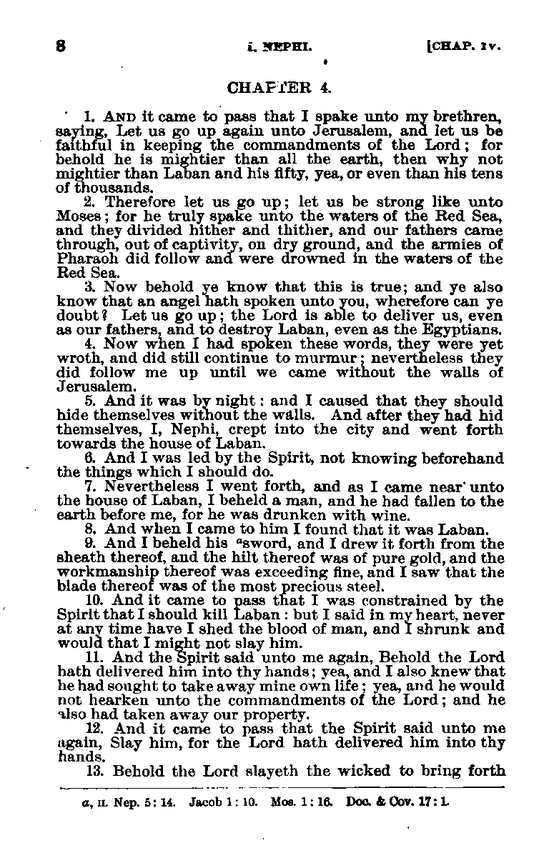 8 I. NEPHI. [CHAP. IV.
CHAPTER 4.
1. AND it came to pass that I spake unto my brethren,
saying, Let us go up again unto Jerusalem, and let us be
faithful in keeping the commandments of the Lord; for
behold he is mightier than all the earth, then why not
mightier than Laban and his fifty, yea, or even than his tens
of thousands.
2. Therefore let us go up; let us be strong like unto
Moses; for he truly spake unto the waters of the Red Sea,
and they divided hither and thither, and our fathers came
through, out of captivity, on dry ground, and the armies of
Pharaoh did follow and were drowned in the waters of the
Red Sea.
3. Now behold ye know that this is true; and ye also
know that an angel hath spoken unto you, wherefore can ye
doubt? Let us go up; the Lord is able to deliver us, even
as our fathers, and to destroy Laban, even as the Egyptians.
4. Now when I had spoken these words, they were yet
wroth, and did still continue to murmur; nevertheless they
did follow me up until we came without the walls of
Jerusalem.
5. And it was by night: and I caused that they should
hide themselves without the walls. And after they had hid
themselves, I, Nephi, crept into the city and went forth
towards the house of Laban.
6. And I was led by the Spirit, not knowing beforehand
the things which I should do.
7. Nevertheless I went forth, and as I came near unto
the house of Laban, I beheld a man, and he had fallen to the
earth before me, for he was drunken with wine.
8. And when I came to him I found that it was Laban.
9. And I beheld his ᵃsword, and I drew it forth from the
sheath thereof, and the hilt thereof was of pure gold, and the
workmanship thereof was exceeding fine, and I saw that the
blade thereof was of the most precious steel.
10. And it came to pass that I was constrained by the
Spirit that I should kill Laban: but I said in my heart, never
at any time have I shed the blood of man, and I shrunk and
would that I might not slay him.
11. And the Spirit said unto me again, Behold the Lord
hath delivered him into thy hands; yea, and I also knew that
he had sought to take away mine own life; yea, and he would
not hearken unto the commandments of the Lord; and he
also had taken away our property.
12. And it came to pass that the Spirit said unto me
again, Slay him, for the Lord hath delivered him into thy
hands.
13. Behold the Lord slayeth the wicked to bring forth
a, II. Nep. 5: 14. Jacob 1: 10. Mos. 1: 16. Doc. & Cov. 17: 1.